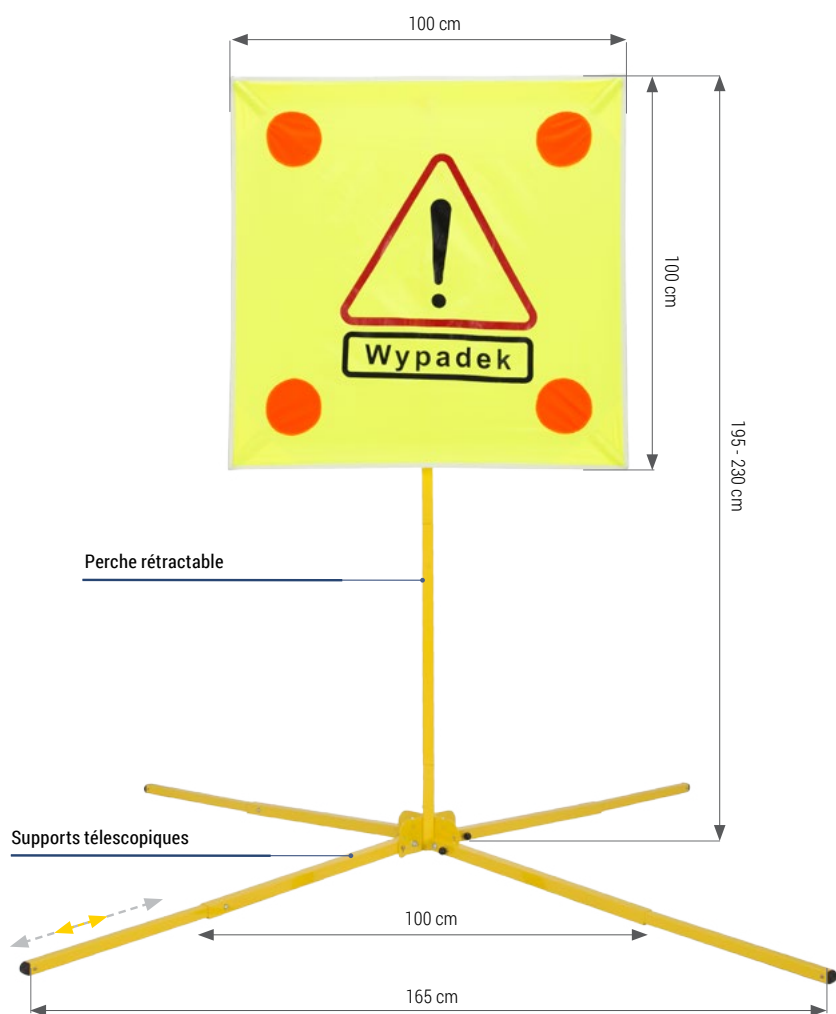 100 cm
100 cm
!
Wypadek
195 - 230 cm
Perche rétractable
Supports télescopiques
100 cm
165 cm